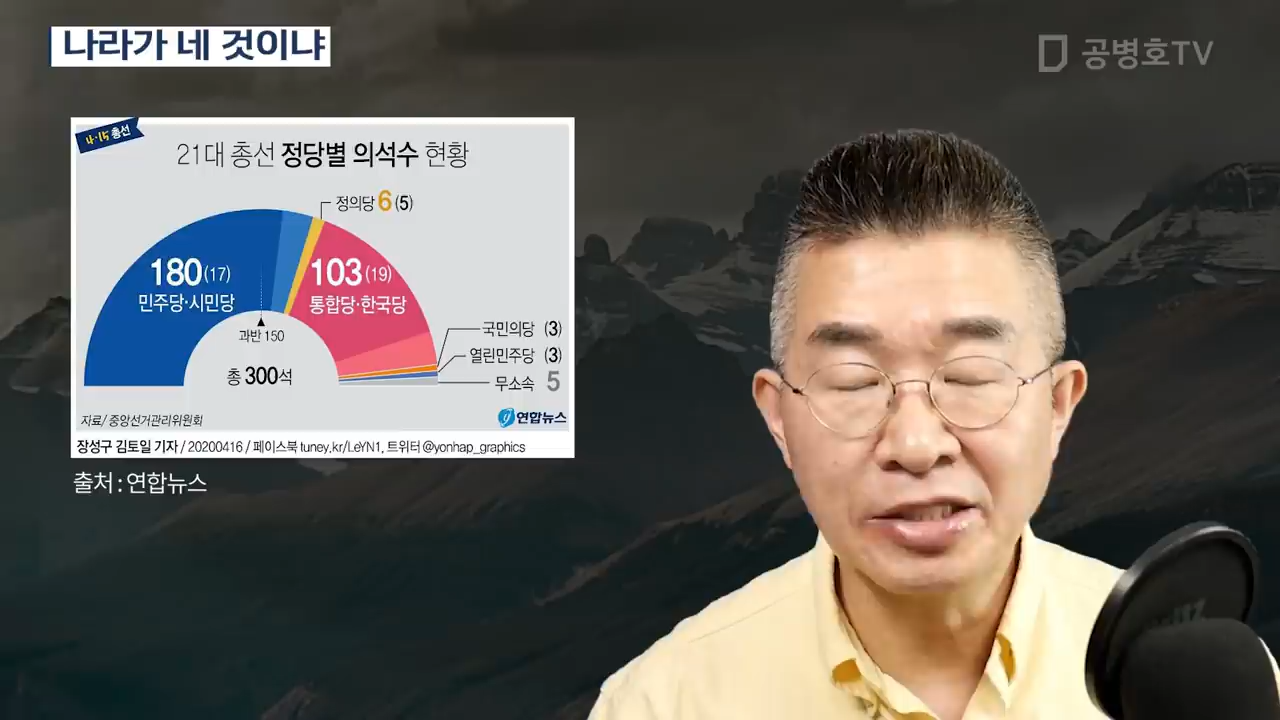 나라가 네 것이냐
공병호TV
4·15 총선
21대 총선 정당별 의석수 현황
정의당 6 (5)
180(17)
민주당·시민당
103(19)
통합당·한국당
과반 150
총 300석
국민의당 (3)
열린민주당 (3)
무소속 5
자료/ 중앙선거관리위원회
연합뉴스
장성구 김토일 기자 / 20200416 / 페이스북 tuney.kr/LeYN1, 트위터 @yonhap_graphics
출처 : 연합뉴스